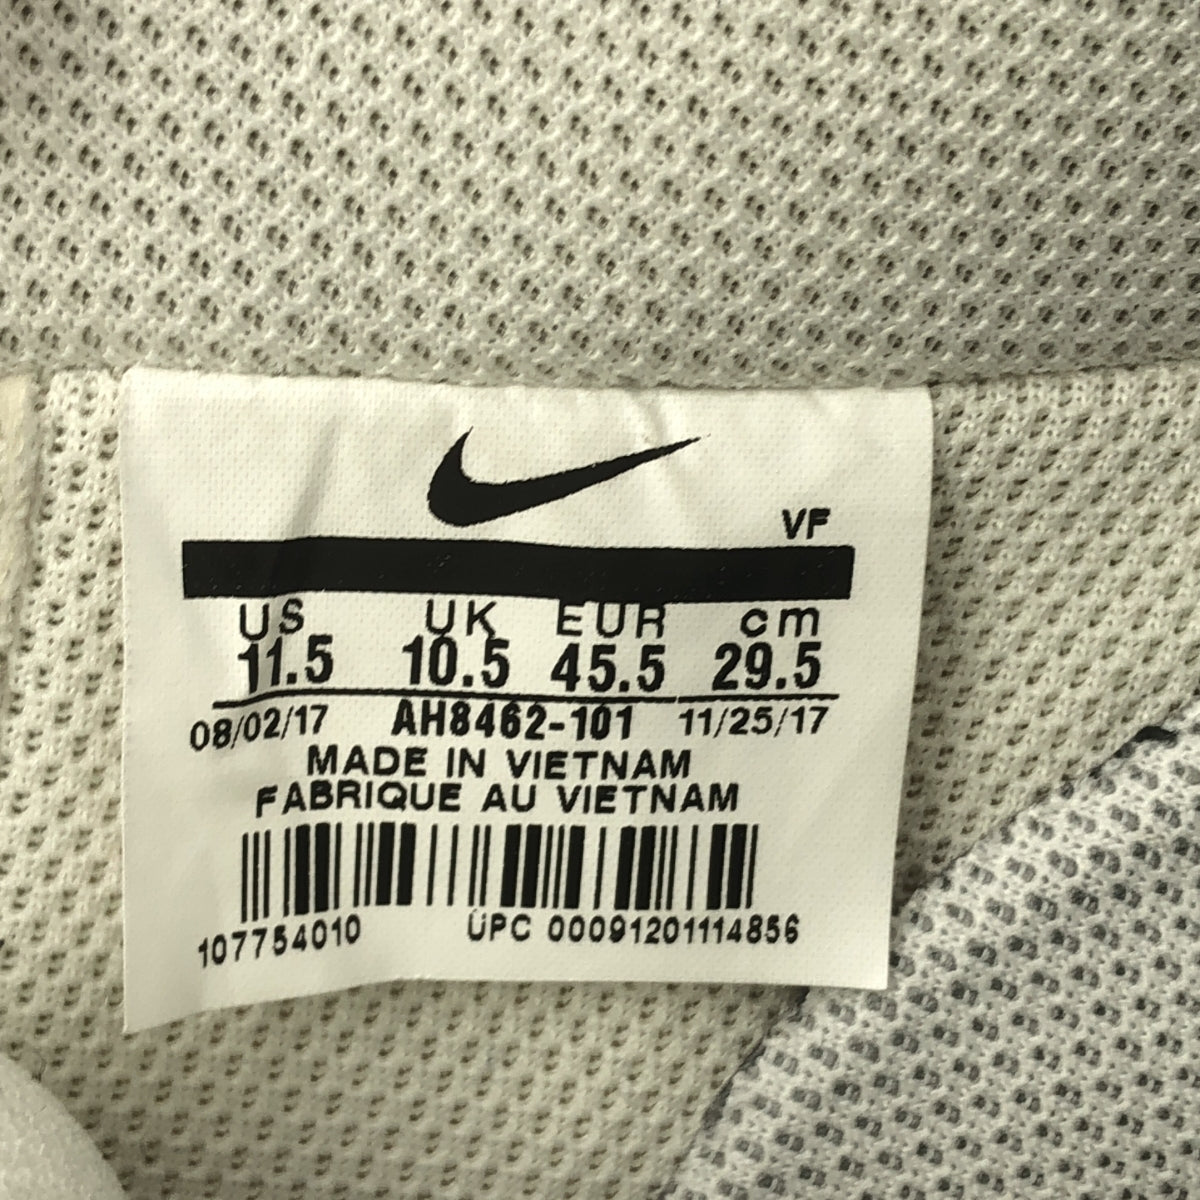 VF
US UK EUR cm
11.5 10.5 45.5 29.5
08/02/17 AH8462-101 11/25/17
MADE IN VIETNAM
FABRIQUE AU VIETNAM
107754010 UPC 00091201114856